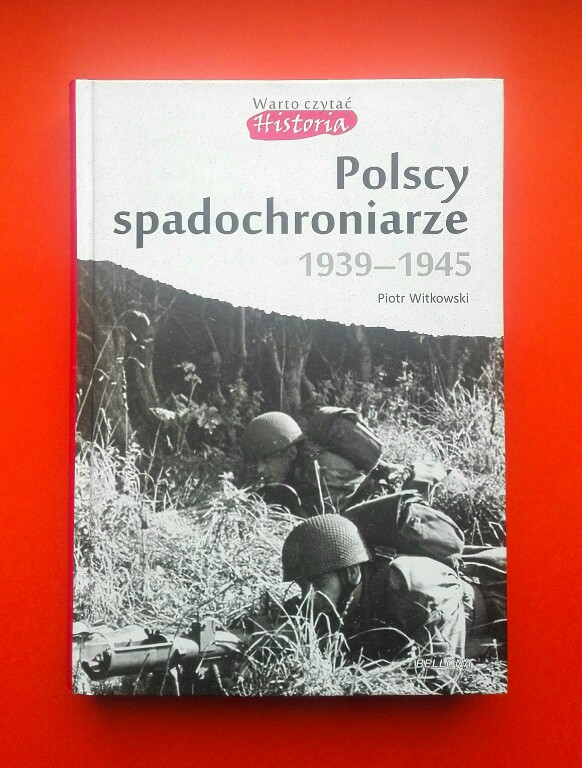 Warto czytać
Historia
Polscy
spadochroniarze
1939–1945
Piotr Witkowski
BELLONA